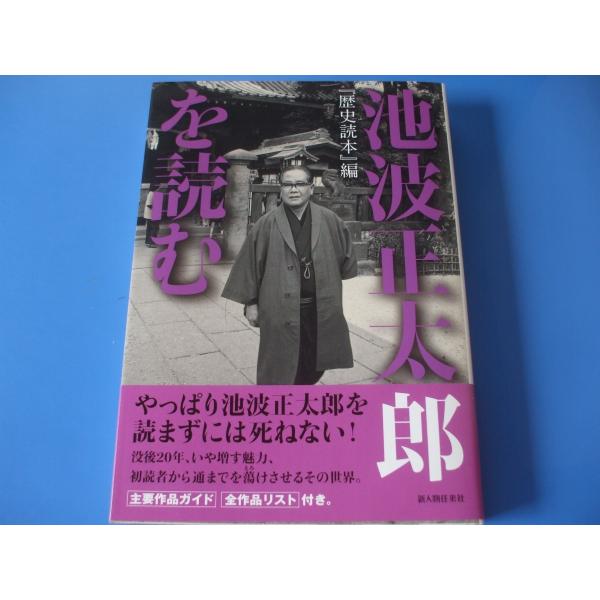 池波正太郎
を読む
『歴史読本』編
やっぱり池波正太郎を
読まずには死ねない!
没後20年、いや増す魅力、
初読者から通までを蕩けさせるその世界。
とろ
主要作品ガイド 全作品リスト 付き。
新人物往来社